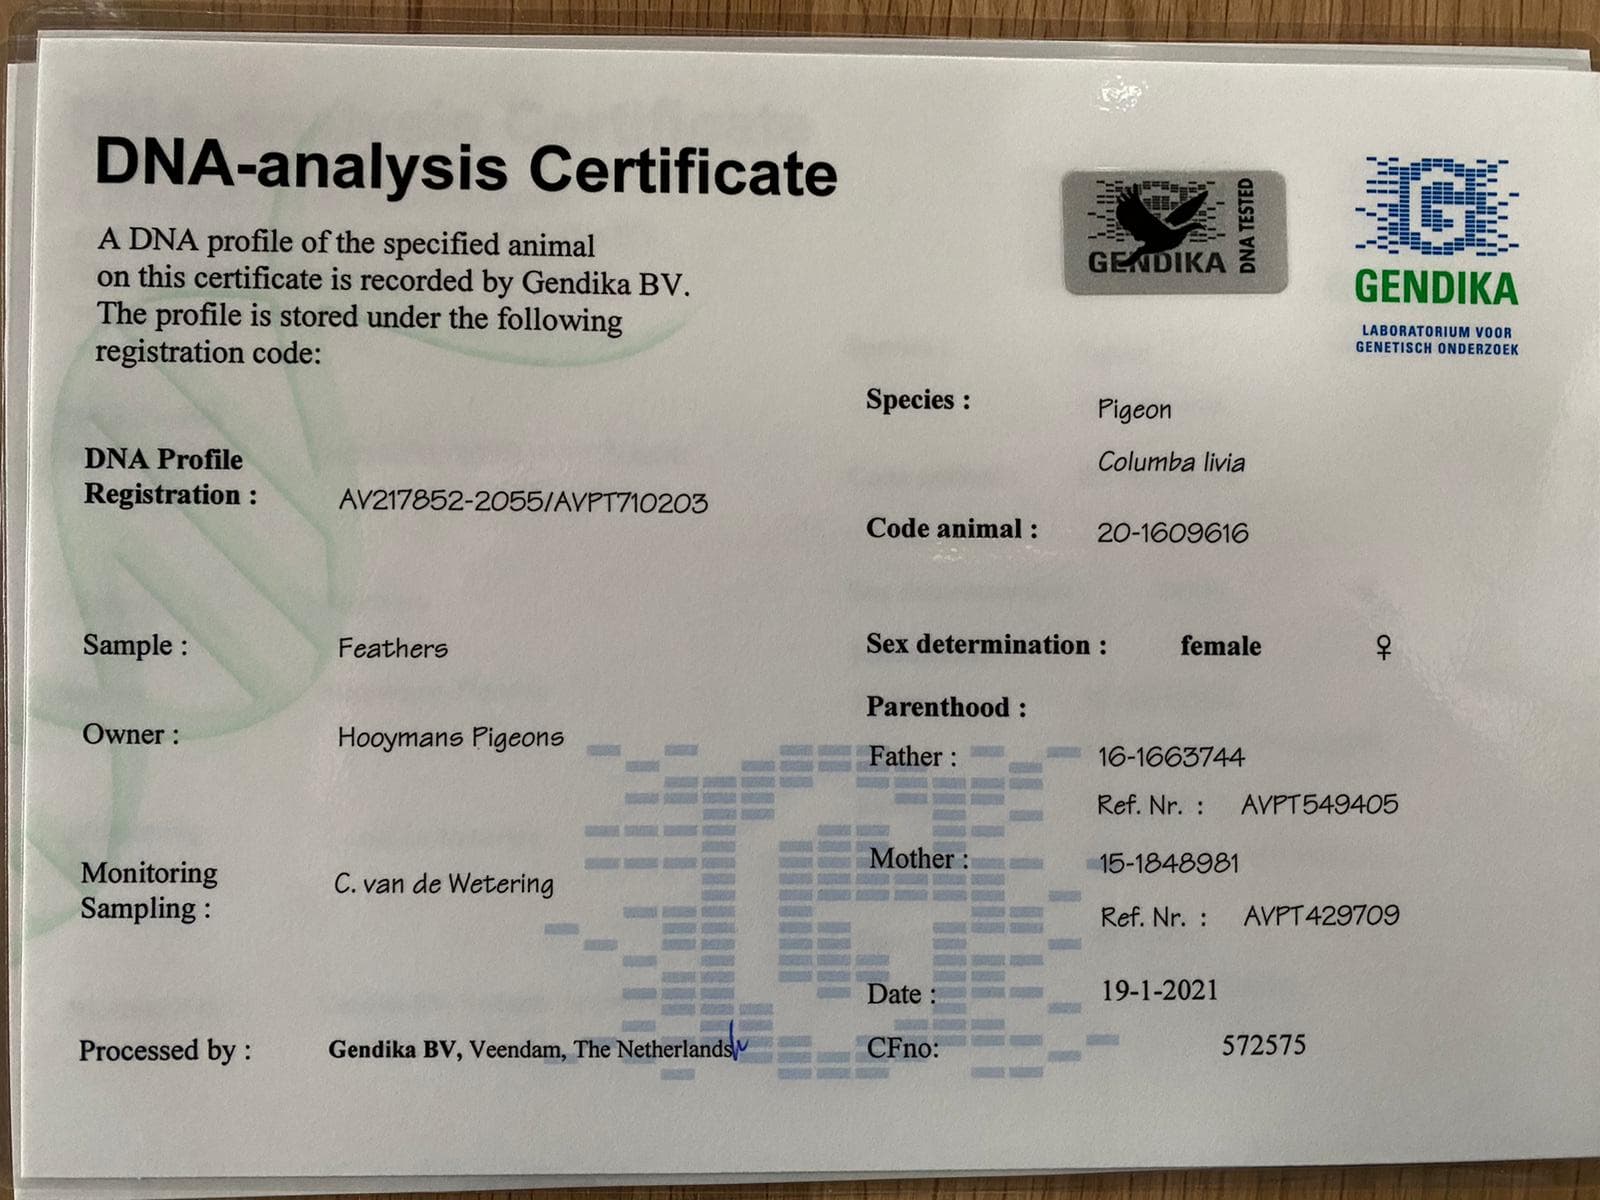 DNA-analysis Certificate
A DNA profile of the specified animal
on this certificate is recorded by Gendika BV.
The profile is stored under the following
registration code:
GENDIKA
DNA TESTED
GENDIKA
LABORATORIUM VOOR
GENETISCH ONDERZOEK
DNA Profile
Registration : AV217852-2055/AVPT710203
Sample : Feathers
Owner : Hooymans Pigeons
Monitoring
Sampling : C. van de Wetering
Processed by : Gendika BV, Veendam, The Netherlands
Species : Pigeon
Columba livia
Code animal : 20-1609616
Sex determination : female ♀
Parenthood :
Father : 16-1663744
Ref. Nr. : AVPT549405
Mother : 15-1848981
Ref. Nr. : AVPT429709
Date : 19-1-2021
CFno: 572575